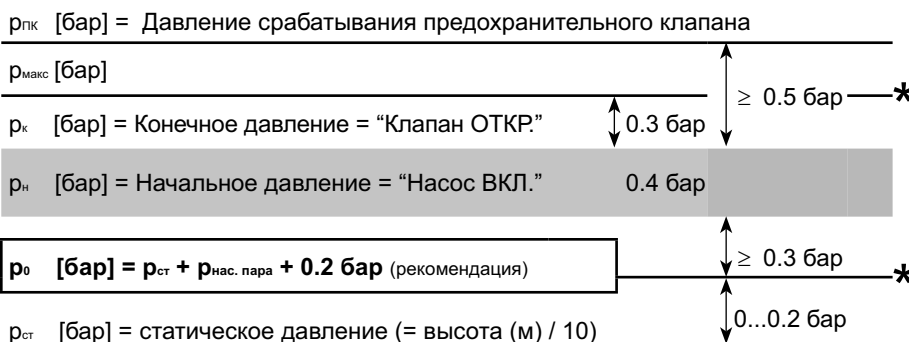 pПК [бар] = Давление срабатывания предохранительного клапана
pмакс [бар]
≥ 0.5 бар *
pк [бар] = Конечное давление = “Клапан ОТКР.” 0.3 бар
pн [бар] = Начальное давление = “Насос ВКЛ.” 0.4 бар
≥ 0.3 бар
p0 [бар] = pст + pнас. пара + 0.2 бар (рекомендация)
*
pст [бар] = статическое давление (= высота (м) / 10) 0...0.2 бар